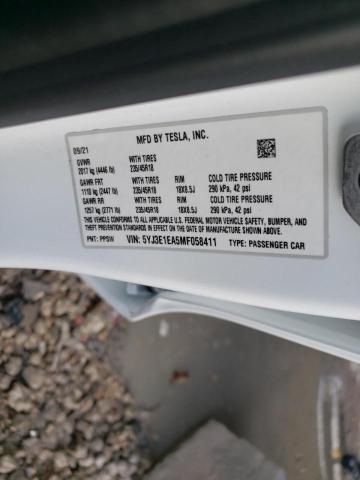 MFD BY TESLA, INC.
09/21
GVWR WITH TIRES
2017 kg (4446 lb) 235/45R18
GAWR FRT WITH TIRES RIM COLD TIRE PRESSURE
1110 kg (2447 lb) 235/45R18 18X8.5J 290 kPa, 42 psi
GAWR RR WITH TIRES RIM COLD TIRE PRESSURE
1257 kg (2771 lb) 235/45R18 18X8.5J 290 kPa, 42 psi
THIS VEHICLE CONFORMS TO ALL APPLICABLE U.S. FEDERAL MOTOR VEHICLE SAFETY, BUMPER, AND
THEFT PREVENTION STANDARDS IN EFFECT ON THE DATE OF MANUFACTURE SHOWN ABOVE.
PNT: PPSW VIN: 5YJ3E1EA5MF058411 TYPE: PASSENGER CAR